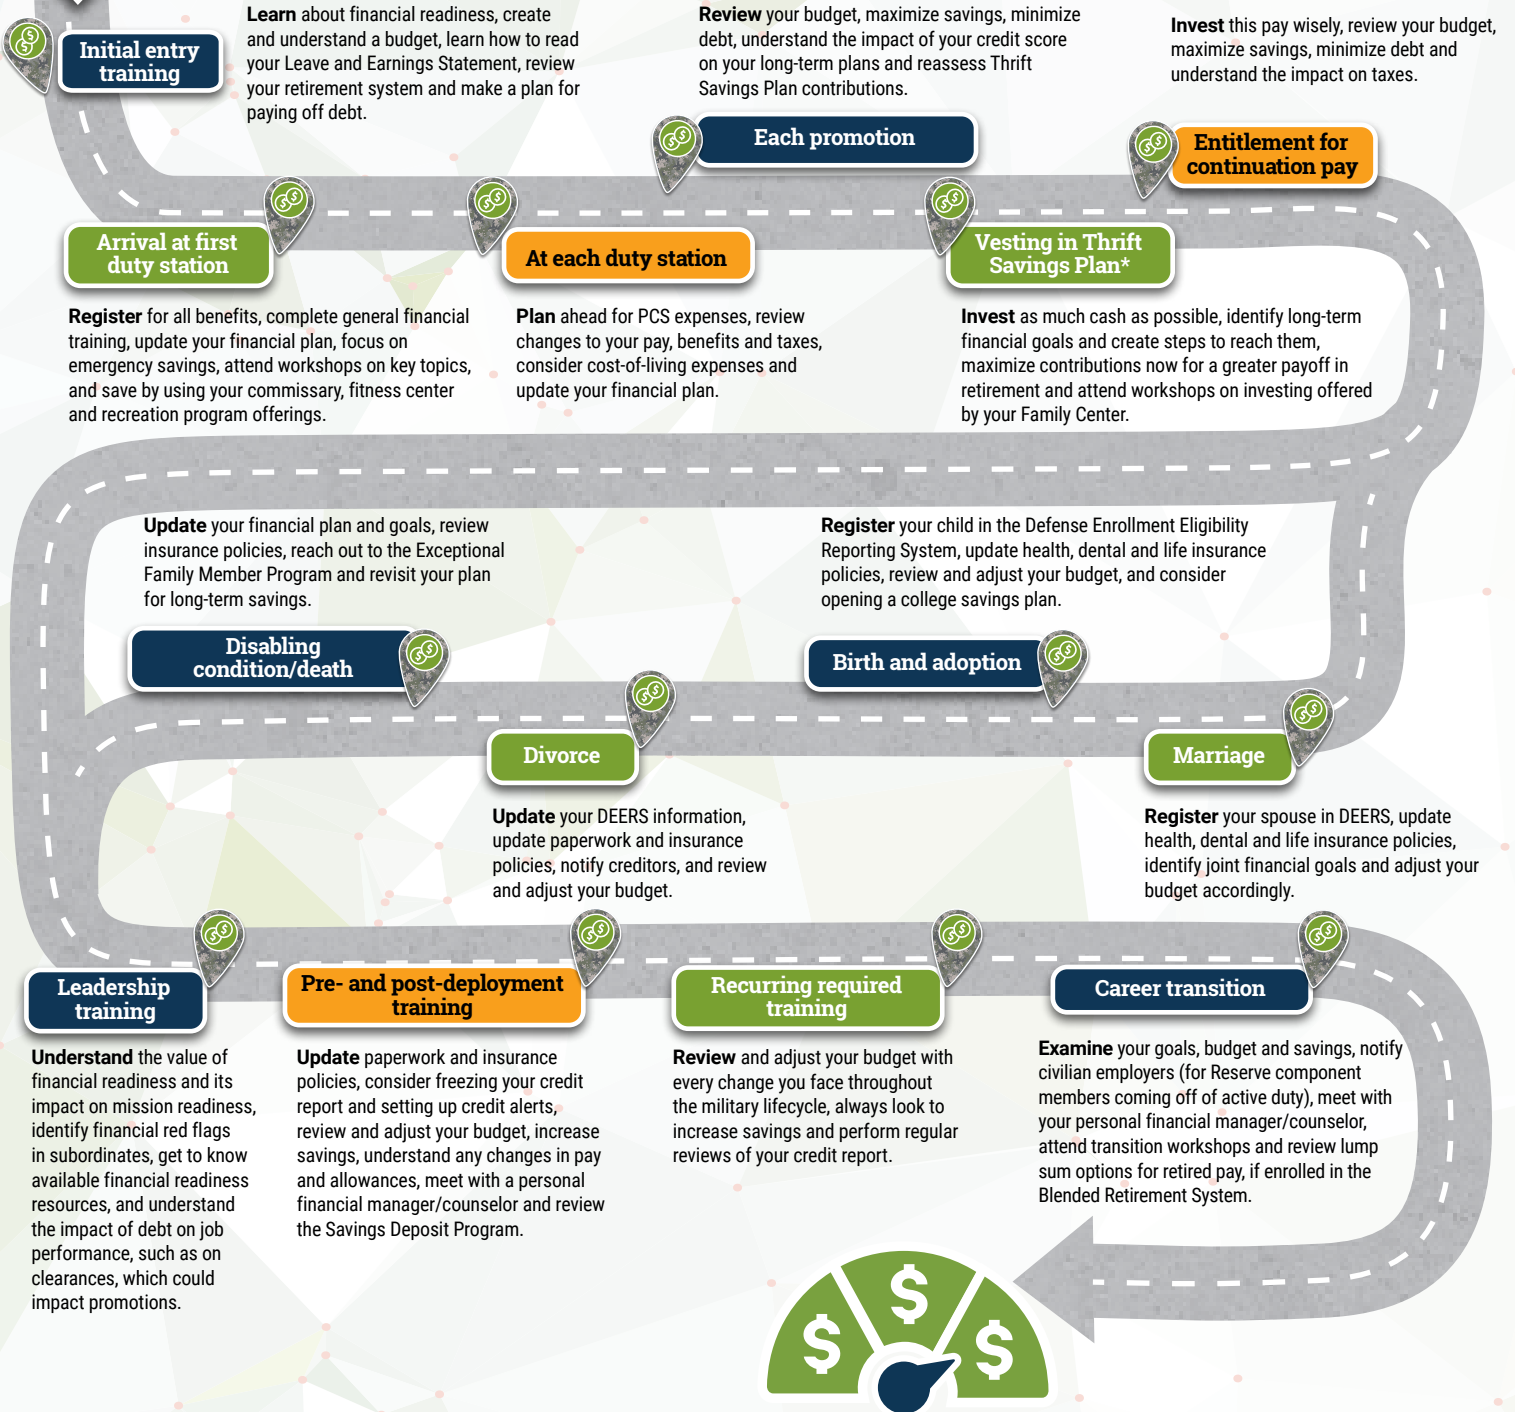 Initial entry
training
Learn about financial readiness, create
and understand a budget, learn how to read
your Leave and Earnings Statement, review
your retirement system and make a plan for
paying off debt.
Review your budget, maximize savings, minimize
debt, understand the impact of your credit score
on your long-term plans and reassess Thrift
Savings Plan contributions.
Each promotion
Invest this pay wisely, review your budget,
maximize savings, minimize debt and
understand the impact on taxes.
Entitlement for
continuation pay
Arrival at first
duty station
Register for all benefits, complete general financial
training, update your financial plan, focus on
emergency savings, attend workshops on key topics,
and save by using your commissary, fitness center
and recreation program offerings.
At each duty station
Plan ahead for PCS expenses, review
changes to your pay, benefits and taxes,
consider cost-of-living expenses and
update your financial plan.
Vesting in Thrift
Savings Plan*
Invest as much cash as possible, identify long-term
financial goals and create steps to reach them,
maximize contributions now for a greater payoff in
retirement and attend workshops on investing offered
by your Family Center.
Update your financial plan and goals, review
insurance policies, reach out to the Exceptional
Family Member Program and revisit your plan
for long-term savings.
Disabling
condition/death
Register your child in the Defense Enrollment Eligibility
Reporting System, update health, dental and life insurance
policies, review and adjust your budget, and consider
opening a college savings plan.
Birth and adoption
Divorce
Update your DEERS information,
update paperwork and insurance
policies, notify creditors, and review
and adjust your budget.
Marriage
Register your spouse in DEERS, update
health, dental and life insurance policies,
identify joint financial goals and adjust your
budget accordingly.
Leadership
training
Understand the value of
financial readiness and its
impact on mission readiness,
identify financial red flags
in subordinates, get to know
available financial readiness
resources, and understand
the impact of debt on job
performance, such as on
clearances, which could
impact promotions.
Pre- and post-deployment
training
Update paperwork and insurance
policies, consider freezing your credit
report and setting up credit alerts,
review and adjust your budget, increase
savings, understand any changes in pay
and allowances, meet with a personal
financial manager/counselor and review
the Savings Deposit Program.
Recurring required
training
Review and adjust your budget with
every change you face throughout
the military lifecycle, always look to
increase savings and perform regular
reviews of your credit report.
Career transition
Examine your goals, budget and savings, notify
civilian employers (for Reserve component
members coming off of active duty), meet with
your personal financial manager/counselor,
attend transition workshops and review lump
sum options for retired pay, if enrolled in the
Blended Retirement System.
$ $ $